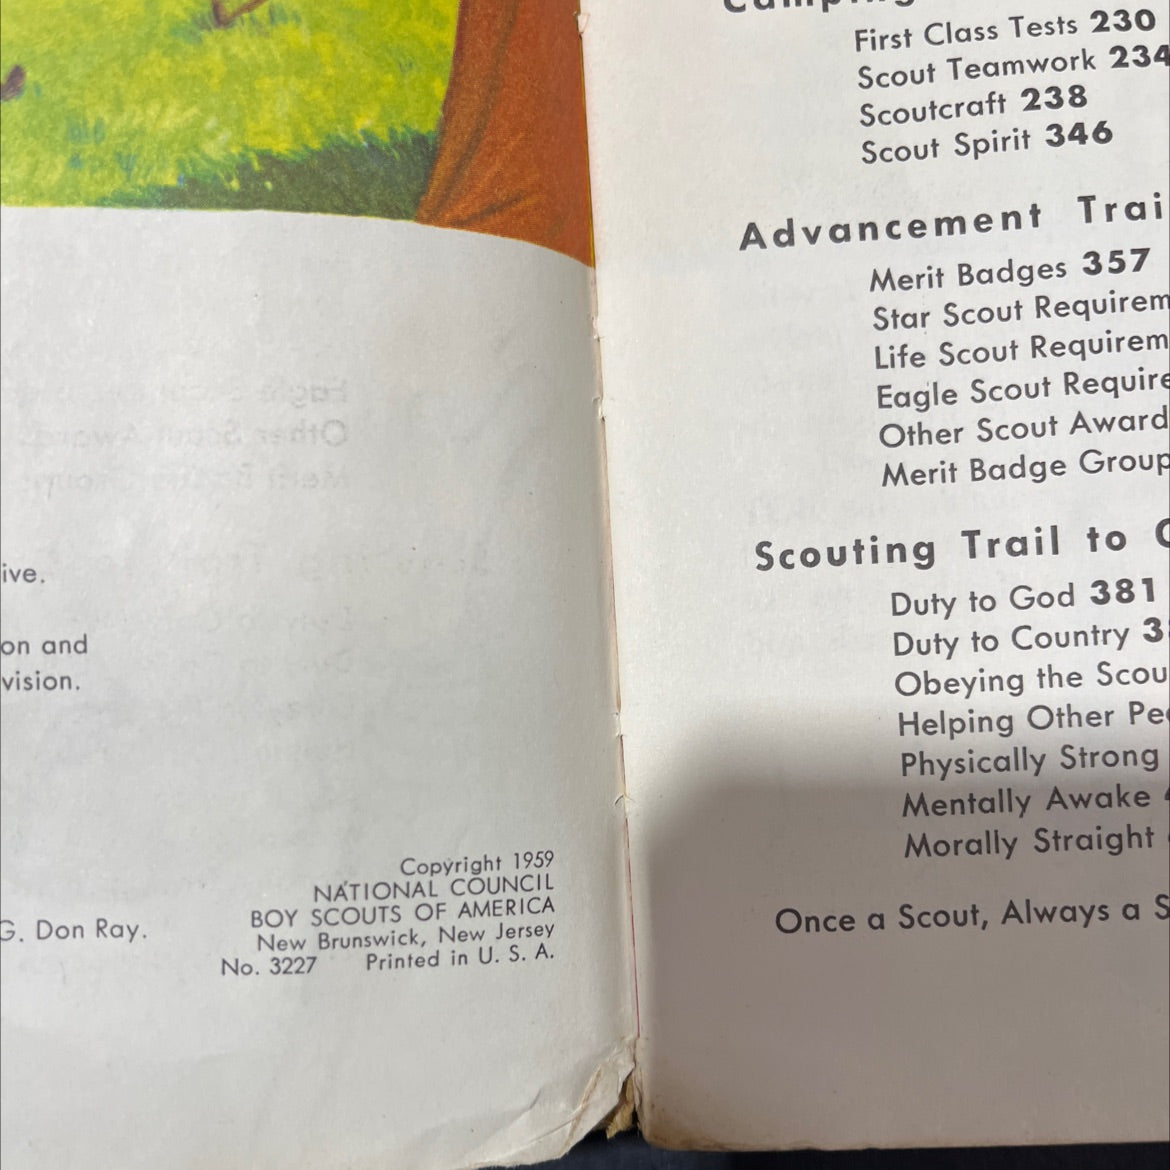 ive.
on and
vision.
G. Don Ray.
Copyright 1959
NATIONAL COUNCIL
BOY SCOUTS OF AMERICA
New Brunswick, New Jersey
No. 3227 Printed in U. S. A.
First Class Tests 230
Scout Teamwork 234
Scoutcraft 238
Scout Spirit 346
Advancement Trai
Merit Badges 357
Star Scout Requirem
Life Scout Requirem
Eagle Scout Require
Other Scout Award
Merit Badge Group
Scouting Trail to
Duty to God 381
Duty to Country 3
Obeying the Scou
Helping Other Pe
Physically Strong
Mentally Awake
Morally Straight
Once a Scout, Always a S